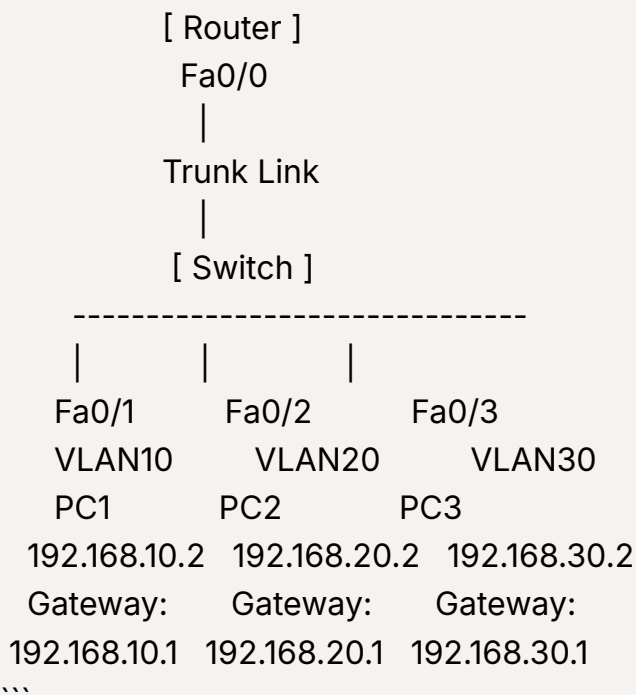 [ Router ]
Fa0/0
|
Trunk Link
|
[ Switch ]
-------------------------------
| | |
Fa0/1 Fa0/2 Fa0/3
VLAN10 VLAN20 VLAN30
PC1 PC2 PC3
192.168.10.2 192.168.20.2 192.168.30.2
Gateway: Gateway: Gateway:
192.168.10.1 192.168.20.1 192.168.30.1
```